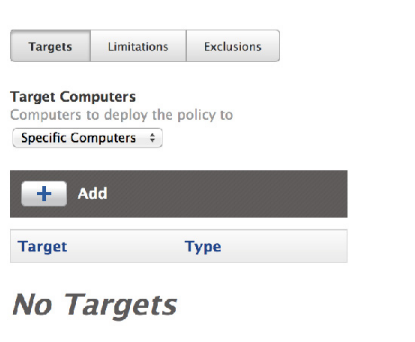 Targets Limitations Exclusions
Target Computers
Computers to deploy the policy to
Specific Computers
Add
Target Type
No Targets